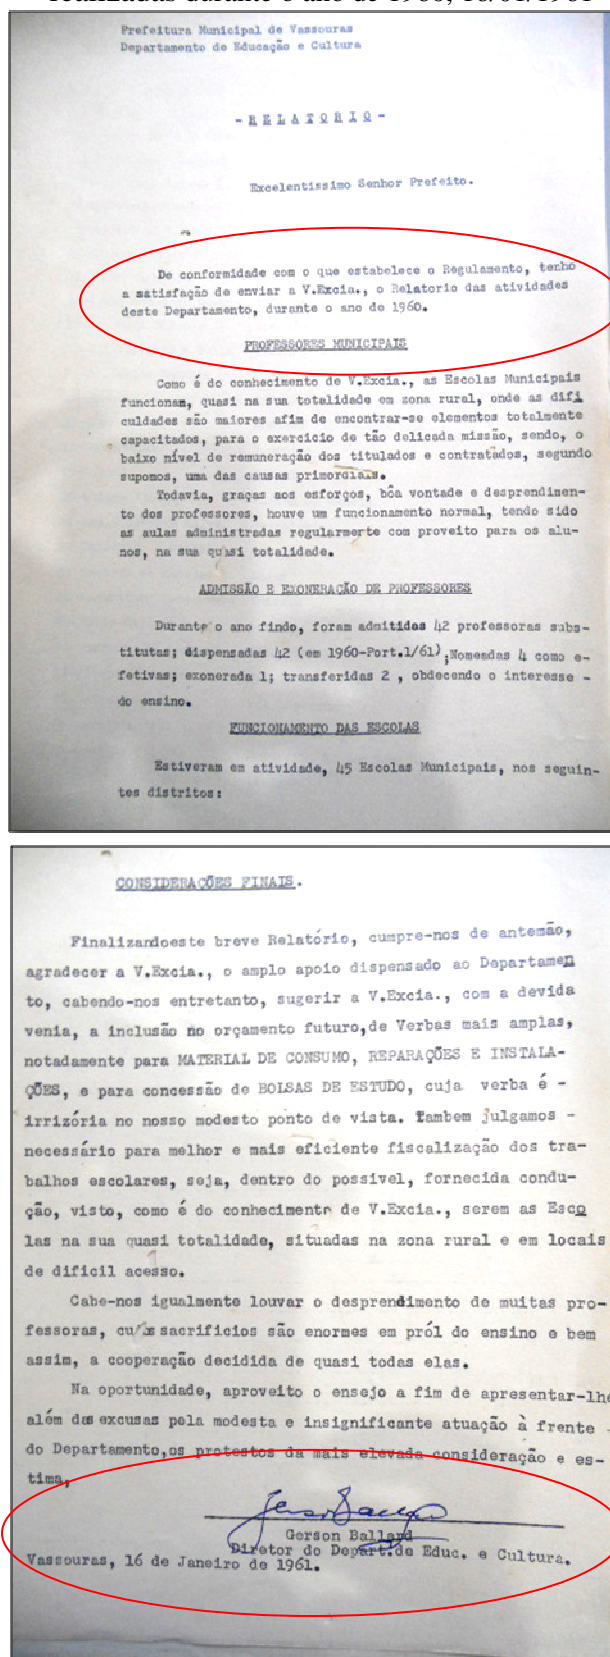 realizadas durante o ano de 1960, 16/01/1961
Prefeitura Municipal de Vassouras
Departamento de Educação e Cultura
- R E L A T O R I O -
Excelentissimo Senhor Prefeito.
De conformidade com o que estabelece o Regulamento, tenho
a satisfação de enviar a V.Excia., o Relatorio das atividades
deste Departamento, durante o ano de 1960.
PROFESSORES MUNICIPAIS
Como é do conhecimento de V.Excia., as Escolas Municipais
funcionam, quasi na sua totalidade em zona rural, onde as difi
culdades são maiores afim de encontrar-se elementos totalmente
capacitados, para o exercicio de tão delicada missão, sendo, o
baixo nível de remuneração dos titulados e contratados, segundo
supomos, uma das causas primordiais.
Todavia, graças aos esforços, bôa vontade e desprendimen-
to dos professores, houve um funcionamento normal, tendo sido
as aulas administradas regularmerte com proveito para os alu-
nos, na sua quasi totalidade.
ADMISSÃO E EXONERAÇÃO DE PROFESSORES
Durante o ano findo, foram admitidas 42 professoras subs-
titutas; dispensadas 42 (em 1960-Port.1/61);Nomeadas 4 como e-
fetivas; exonerada 1; transferidas 2 , obdecendo o interesse -
do ensino.
FUNCIONAMENTO DAS ESCOLAS
Estiveram em atividade, 45 Escolas Municipais, nos seguin-
tes distritos:
CONSIDERAÇÕES FINAIS.
Finalizandoeste breve Relatório, cumpre-nos de antemão,
agradecer a V.Excia., o amplo apoio dispensado ao Departamen
to, cabendo-nos entretanto, sugerir a V.Excia., com a devida
venia, a inclusão no orçamento futuro,de Verbas mais amplas,
notadamente para MATERIAL DE CONSUMO, REPARAÇÕES E INSTALA-
ÇÕES, e para concessão de BOLSAS DE ESTUDO, cuja verba é -
irrizória no nosso modesto ponto de vista. Tambem julgamos -
necessário para melhor e mais eficiente fiscalização dos tra-
balhos escolares, seja, dentro do possivel, fornecida condu-
ção, visto, como é do conhecimento de V.Excia., serem as Esco
las na sua quasi totalidade, situadas na zona rural e em locais
de dificil acesso.
Cabe-nos igualmente louvar o desprendimento de muitas pro-
fessoras, cujos sacrificios são enormes em pról do ensino e bem
assim, a cooperação decidida de quasi todas elas.
Na oportunidade, aproveito o ensejo a fim de apresentar-lhe
além das excusas pela modesta e insignificante atuação à frente -
do Departamento,os protestos da mais elevada consideração e es-
tima,
Gerson Ballard
Diretor do Depart.de Educ. e Cultura.
Vassouras, 16 de Janeiro de 1961.